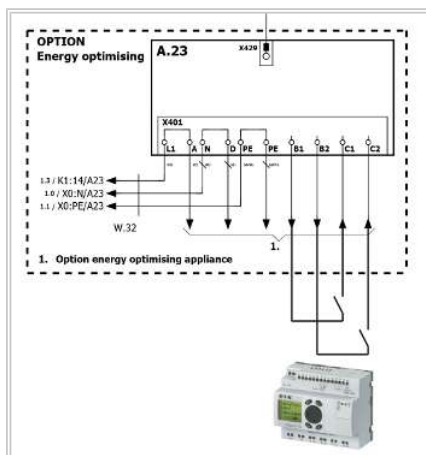 OPTION
Energy optimising
A.23
X429
X401
L1 A N D PE PE B1 B2 C1 C2
1.3 / K1:14/A23
1.0 / X0:N/A23
1.1 / X0:PE/A23
W.32
1.
1. Option energy optimising appliance